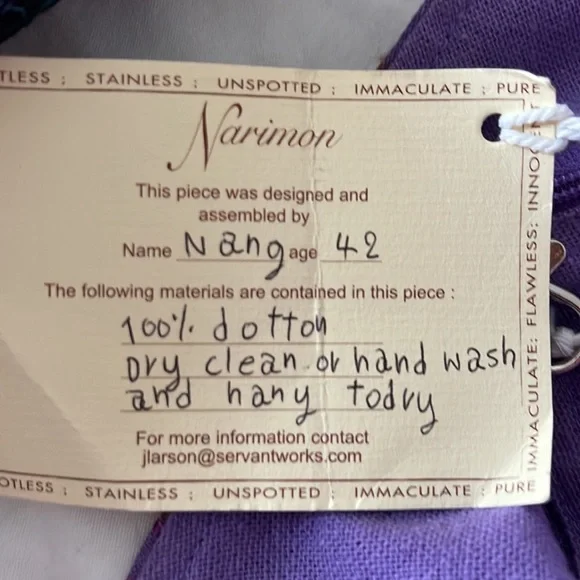 TLESS : STAINLESS : UNSPOTTED : IMMACULATE : PURE
Narimon
This piece was designed and
assembled by
Name Nang age 42
The following materials are contained in this piece :
100% dotton
Dry clean or hand wash
and hany todry
For more information contact
jlarson@servantworks.com
OTLESS : STAINLESS : UNSPOTTED : IMMACULATE : PURE
IMMACULATE: FLAWLESS: INNOCENT